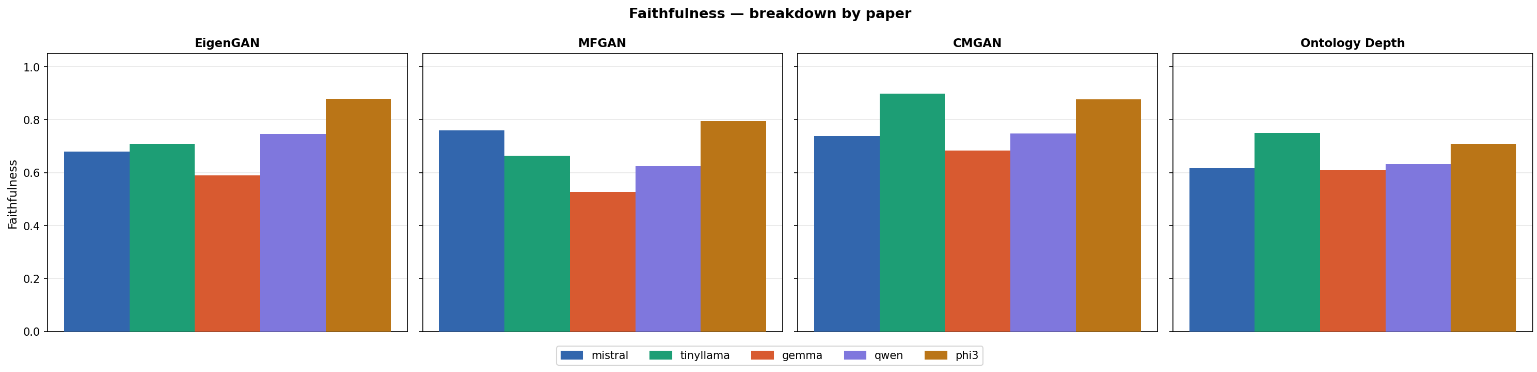 Faithfulness — breakdown by paper
EigenGAN
MFGAN
CMGAN
Ontology Depth
Faithfulness
1.0
0.8
0.6
0.4
0.2
0.0
mistral
tinyllama
gemma
qwen
phi3